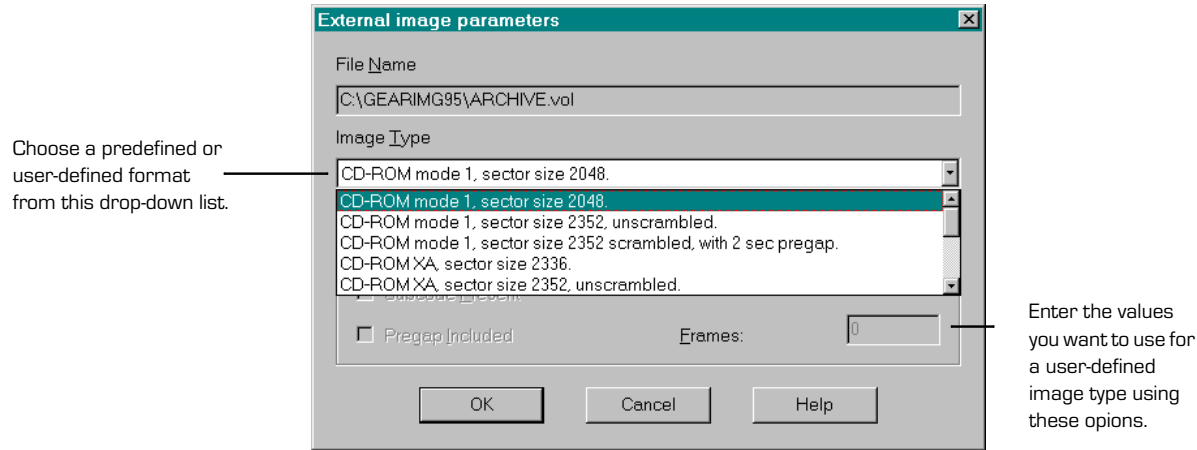 External image parameters
File Name
C:\GEARIMG95\ARCHIVE.vol
Image Type
Choose a predefined or
user-defined format
from this drop-down list.
CD-ROM mode 1, sector size 2048.
CD-ROM mode 1, sector size 2048.
CD-ROM mode 1, sector size 2352, unscrambled.
CD-ROM mode 1, sector size 2352 scrambled, with 2 sec pregap.
CD-ROM XA, sector size 2336.
CD-ROM XA, sector size 2352, unscrambled.
Pregap Included
Frames:
0
Enter the values
you want to use for
a user-defined
image type using
these opions.
OK
Cancel
Help